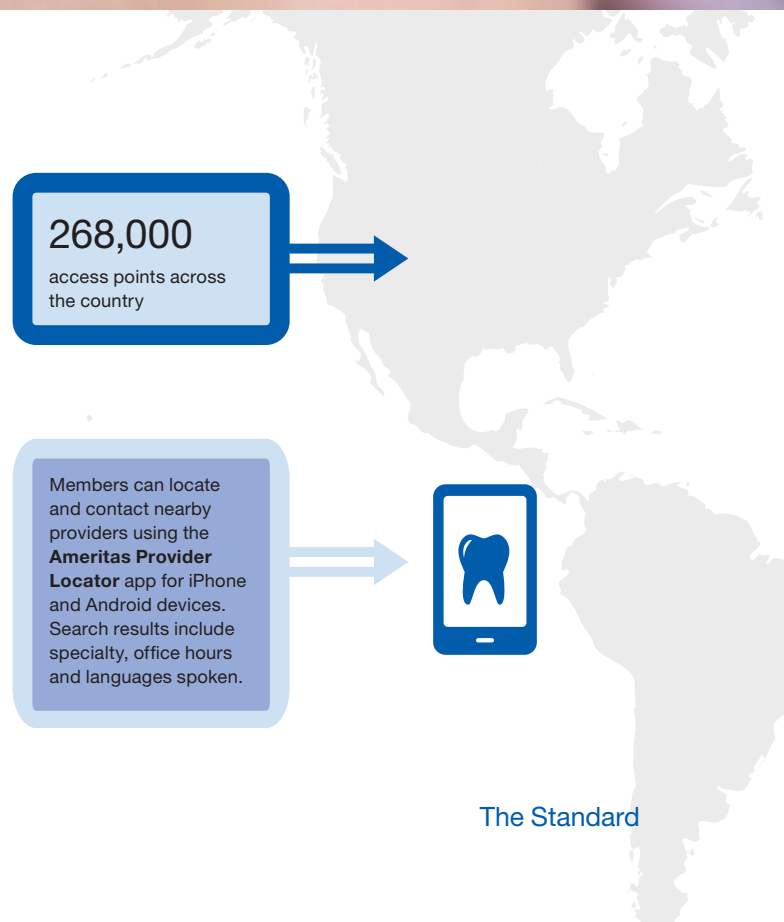 268,000
access points across
the country
Members can locate
and contact nearby
providers using the
Ameritas Provider
Locator app for iPhone
and Android devices.
Search results include
specialty, office hours
and languages spoken.
The Standard